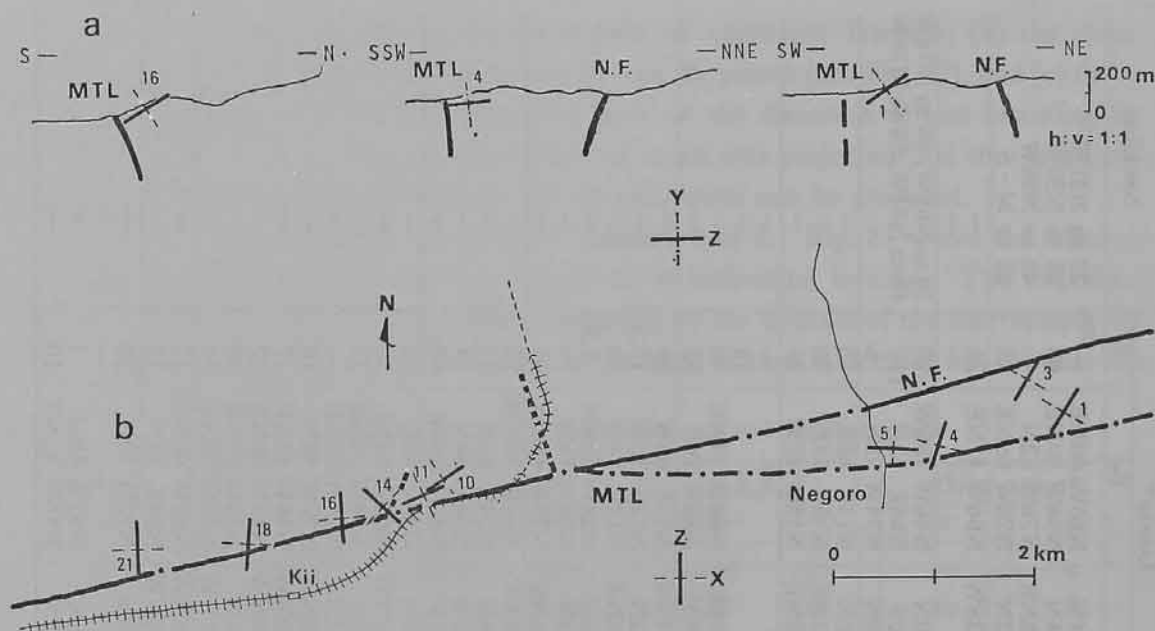 a
S — — N · SSW — — NNE SW — — NE
MTL 16 MTL 4 N.F. MTL 1 N.F. 200 m
0
h:v = 1:1
Y
Z
N
b
N.F.
3
1
5 4
MTL Negoro
14 11 10
16
18
21
Kii
Z
X
0 2 km